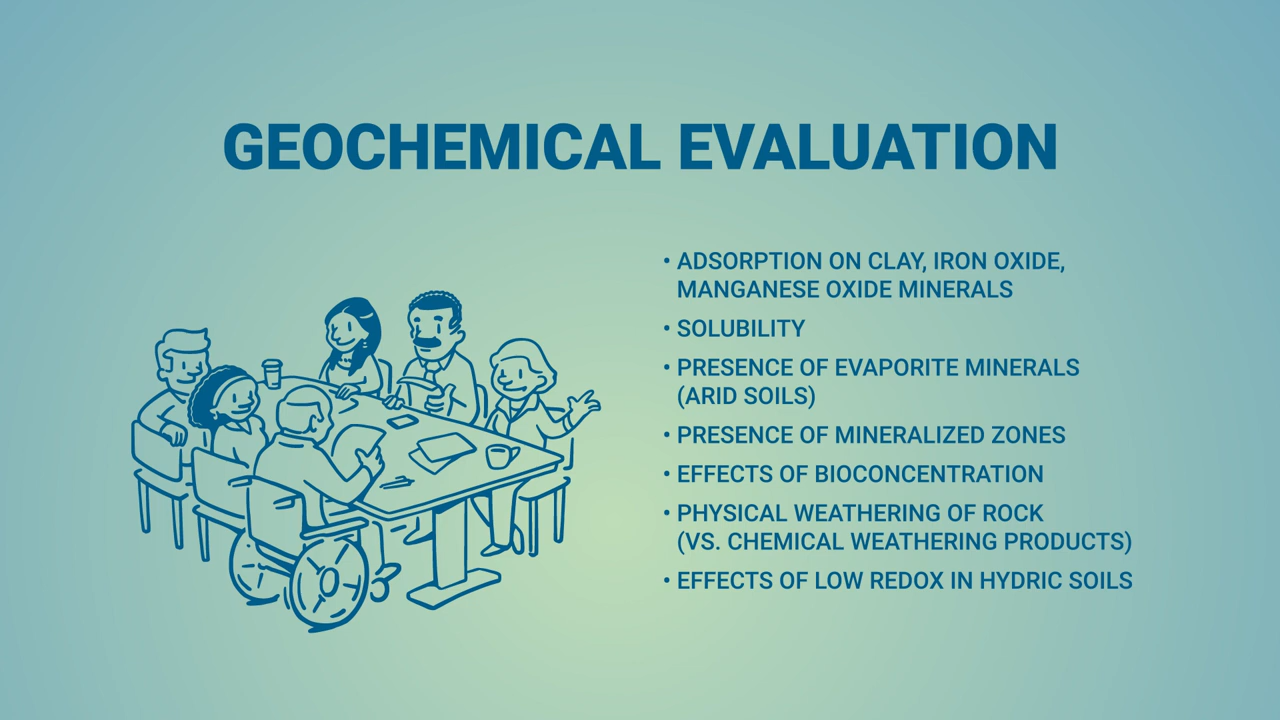 GEOCHEMICAL EVALUATION
• ADSORPTION ON CLAY, IRON OXIDE,
MANGANESE OXIDE MINERALS
• SOLUBILITY
• PRESENCE OF EVAPORITE MINERALS
(ARID SOILS)
• PRESENCE OF MINERALIZED ZONES
• EFFECTS OF BIOCONCENTRATION
• PHYSICAL WEATHERING OF ROCK
(VS. CHEMICAL WEATHERING PRODUCTS)
• EFFECTS OF LOW REDOX IN HYDRIC SOILS